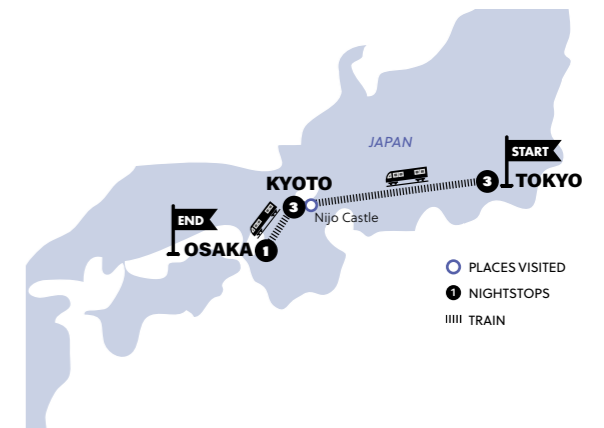 JAPAN
START
3
TOKYO
KYOTO
3
Nijo Castle
END
OSAKA
1
PLACES VISITED
1 NIGHTSTOPS
TRAIN